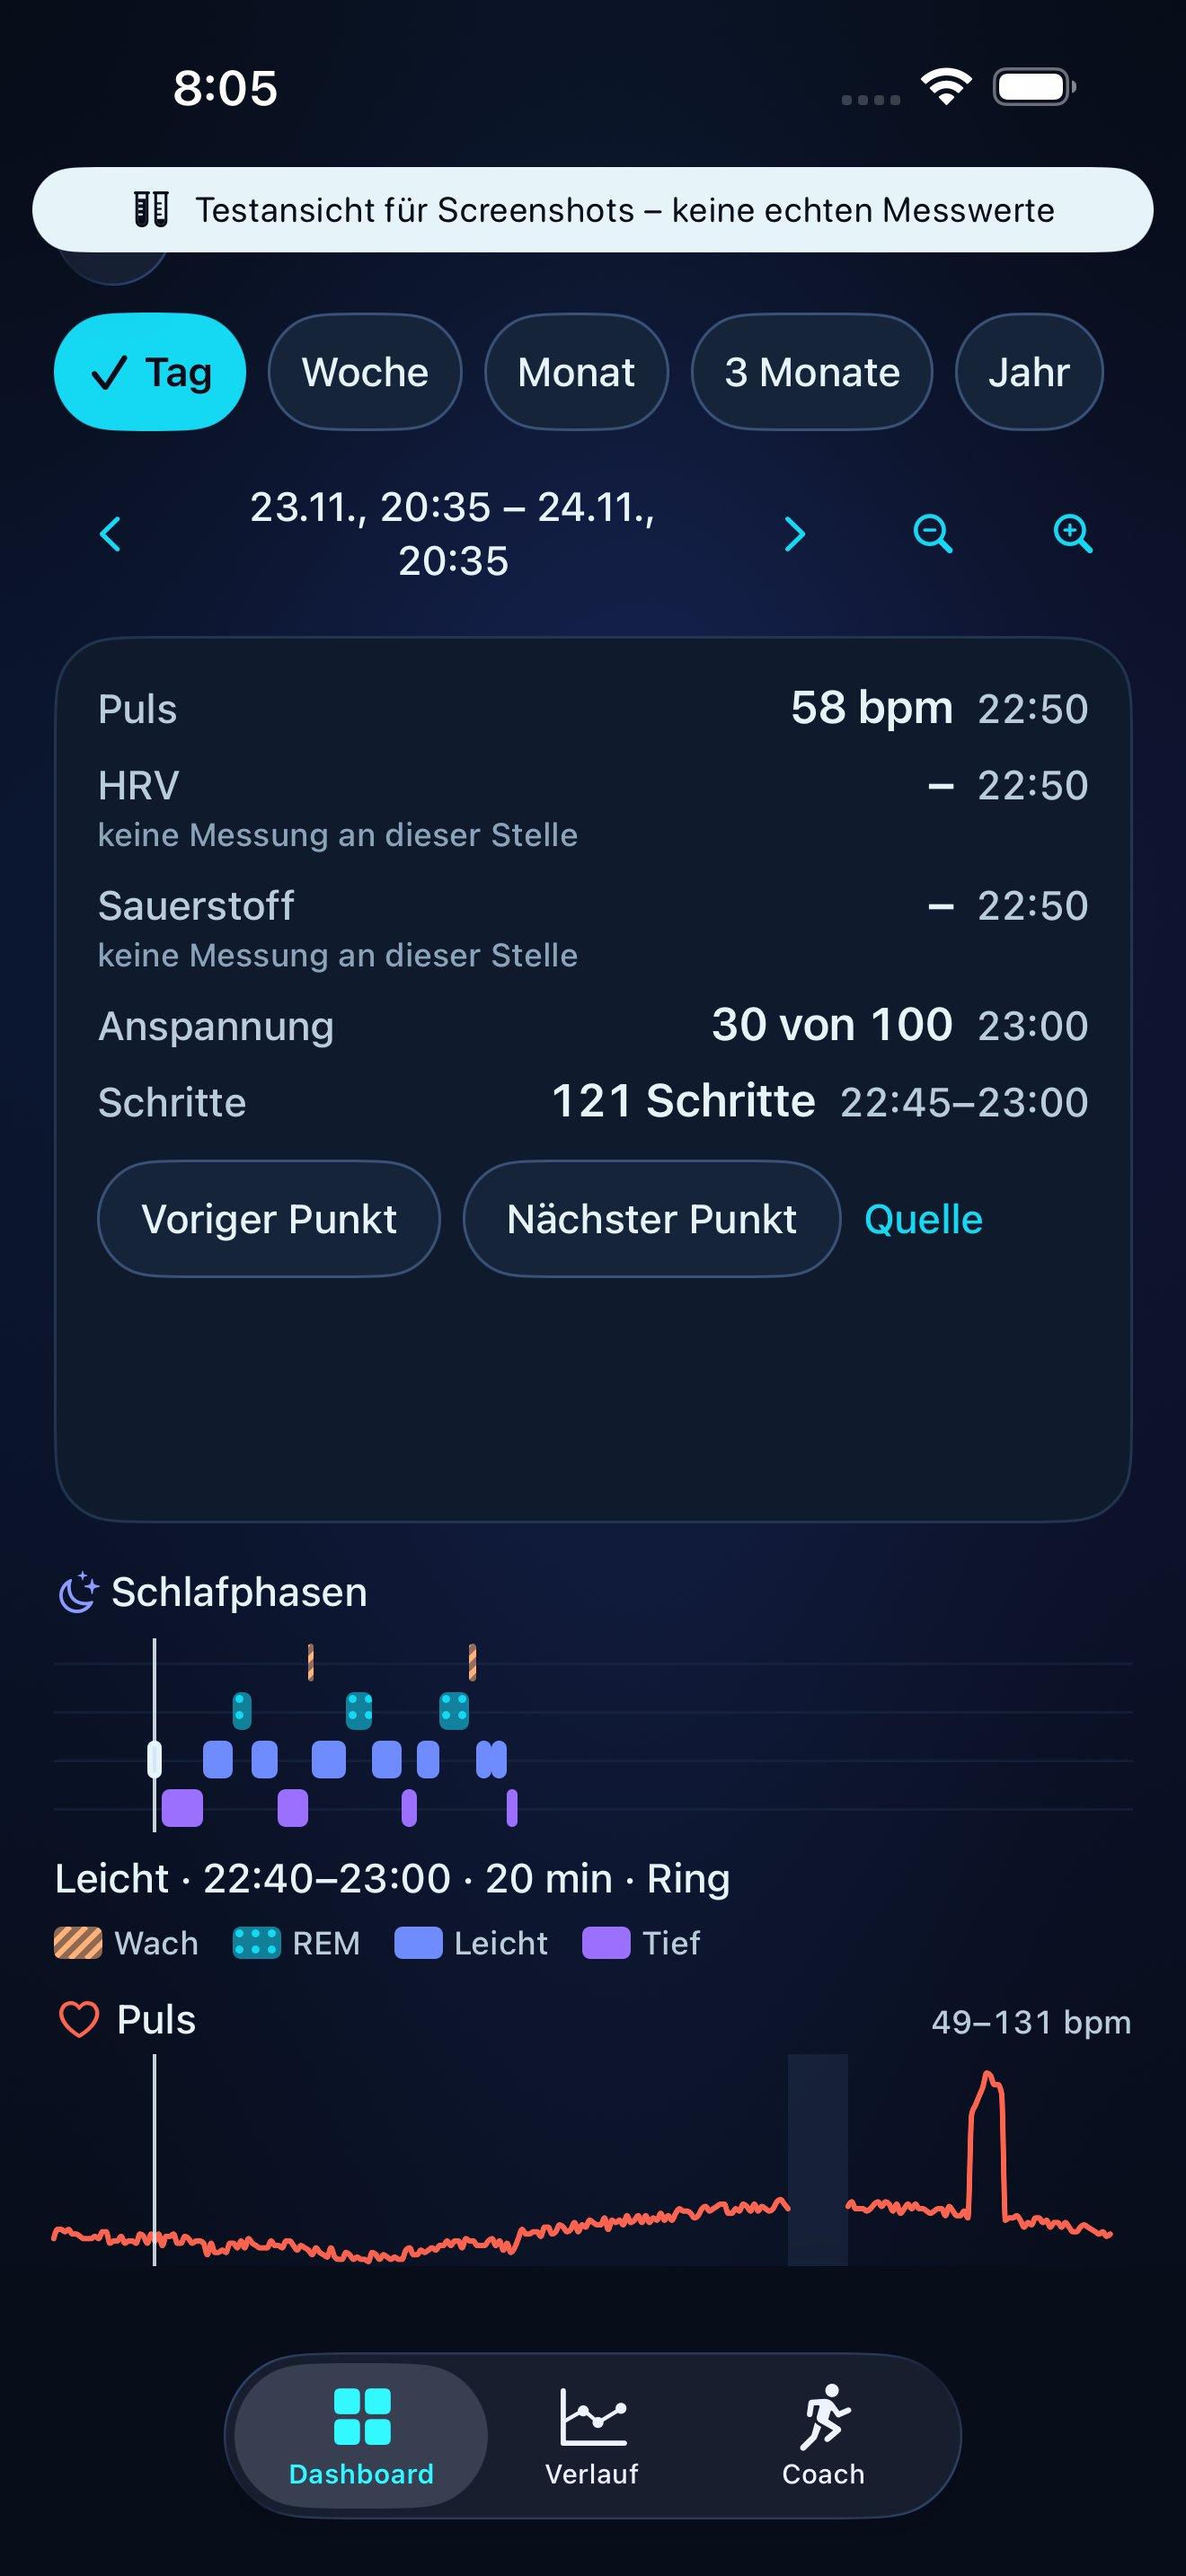 8:05
Testansicht für Screenshots – keine echten Messwerte
Tag
Woche
Monat
3 Monate
Jahr
23.11., 20:35 – 24.11.,
20:35
Puls 58 bpm 22:50
HRV – 22:50
keine Messung an dieser Stelle
Sauerstoff – 22:50
keine Messung an dieser Stelle
Anspannung 30 von 100 23:00
Schritte 121 Schritte 22:45–23:00
Voriger Punkt
Nächster Punkt
Quelle
Schlafphasen
Leicht · 22:40–23:00 · 20 min · Ring
Wach
REM
Leicht
Tief
Puls 49–131 bpm
Dashboard
Verlauf
Coach